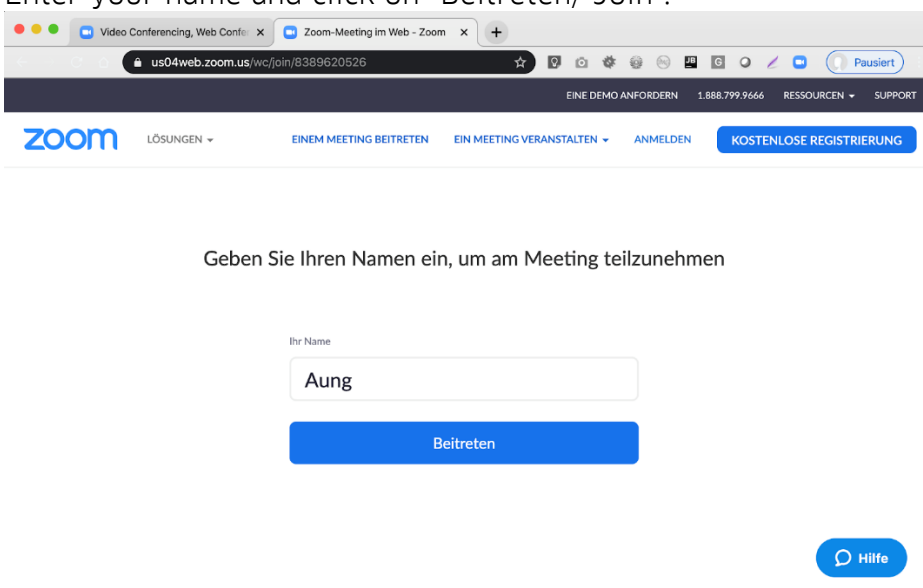 Enter your name and click on "Beitreten/ Join".
Video Conferencing, Web Confe
Zoom-Meeting im Web - Zoom
us04web.zoom.us/wc/join/8389620526
Pausiert
EINE DEMO ANFORDERN 1.888.799.9666 RESSOURCEN SUPPORT
zoom LÖSUNGEN EINEM MEETING BEITRETEN EIN MEETING VERANSTALTEN ANMELDEN KOSTENLOSE REGISTRIERUNG
Geben Sie Ihren Namen ein, um am Meeting teilzunehmen
Ihr Name
Aung
Beitreten
Hilfe